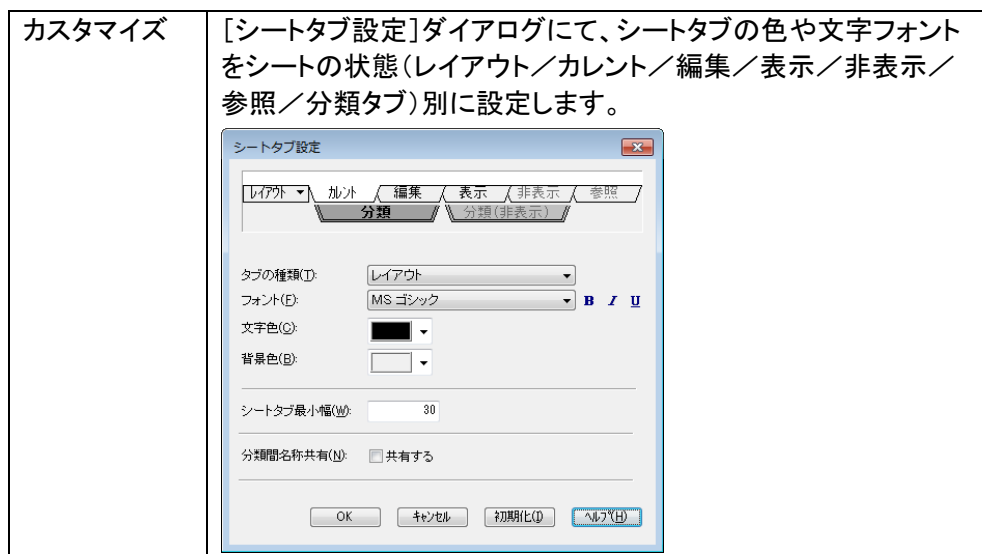 カスタマイズ
[シートタブ設定]ダイアログにて、シートタブの色や文字フォント
をシートの状態(レイアウト/カレント/編集/表示/非表示/
参照/分類タブ)別に設定します。
シートタブ設定
レイアウト カレント 編集 表示 非表示 参照
分類 分類(非表示)
タブの種類(T): レイアウト
フォント(F): MS ゴシック B I U
文字色(C):
背景色(B):
シートタブ最小幅(W): 30
分類間名称共有(N): 共有する
OK キャンセル 初期化(I) ヘルプ(H)